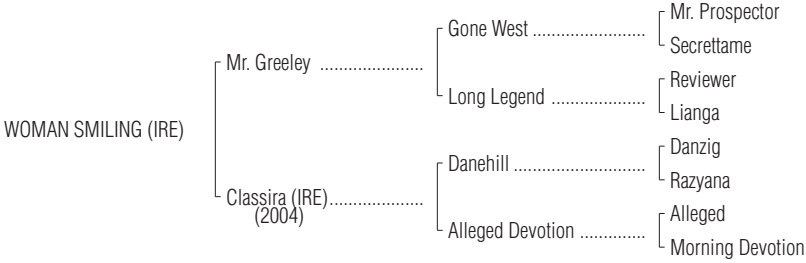 Mr. Prospector
Gone West ........................
Secrettame
Mr. Greeley ......................
Reviewer
Long Legend ....................
Lianga
WOMAN SMILING (IRE)
Danzig
Danehill ............................
Razyana
Classira (IRE)....................
(2004)
Alleged
Alleged Devotion ..............
Morning Devotion